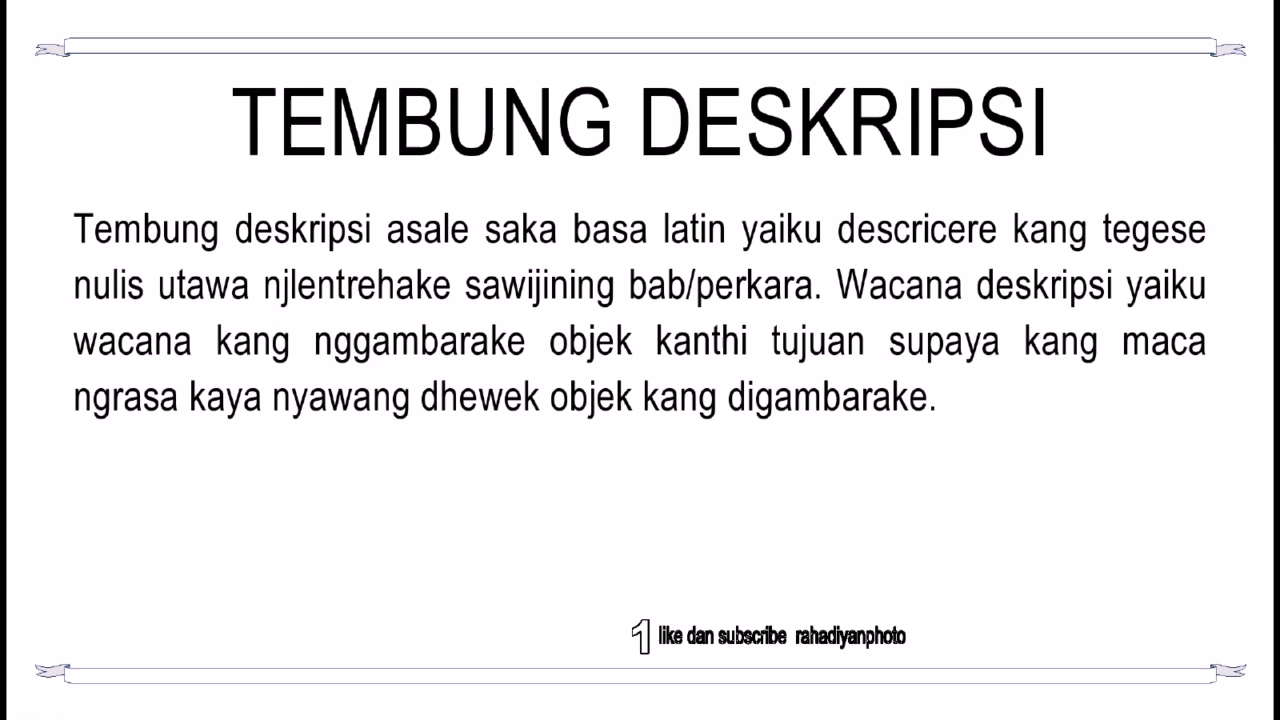 TEMBUNG DESKRIPSI
Tembung deskripsi asale saka basa latin yaiku descricere kang tegese
nulis utawa njlentrehake sawijining bab/perkara. Wacana deskripsi yaiku
wacana kang nggambarake objek kanthi tujuan supaya kang maca
ngrasa kaya nyawang dhewek objek kang digambarake.
1 like dan subscribe rahadiyanphoto